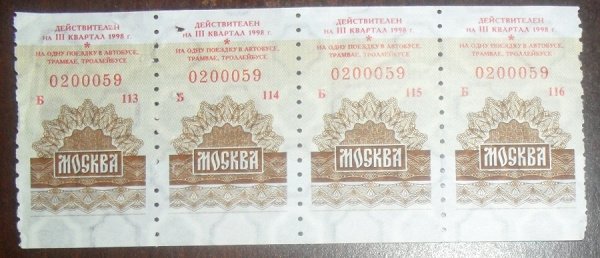 ДЕЙСТВИТЕЛЕН
НА III КВАРТАЛ 1998 г.
*
НА ОДНУ ПОЕЗДКУ В АВТОБУСЕ,
ТРАМВАЕ, ТРОЛЛЕЙБУСЕ
0200059
Б 113
МОСКВА
ДЕЙСТВИТЕЛЕН
НА III КВАРТАЛ 1998 г.
*
НА ОДНУ ПОЕЗДКУ В АВТОБУСЕ,
ТРАМВАЕ, ТРОЛЛЕЙБУСЕ
0200059
Б 114
МОСКВА
ДЕЙСТВИТЕЛЕН
НА III КВАРТАЛ 1998 г.
*
НА ОДНУ ПОЕЗДКУ В АВТОБУСЕ,
ТРАМВАЕ, ТРОЛЛЕЙБУСЕ
0200059
Б 115
МОСКВА
ДЕЙСТВИТЕЛЕН
НА III КВАРТАЛ 1998 г.
*
НА ОДНУ ПОЕЗДКУ В АВТОБУСЕ,
ТРАМВАЕ, ТРОЛЛЕЙБУСЕ
0200059
Б 116
МОСКВА